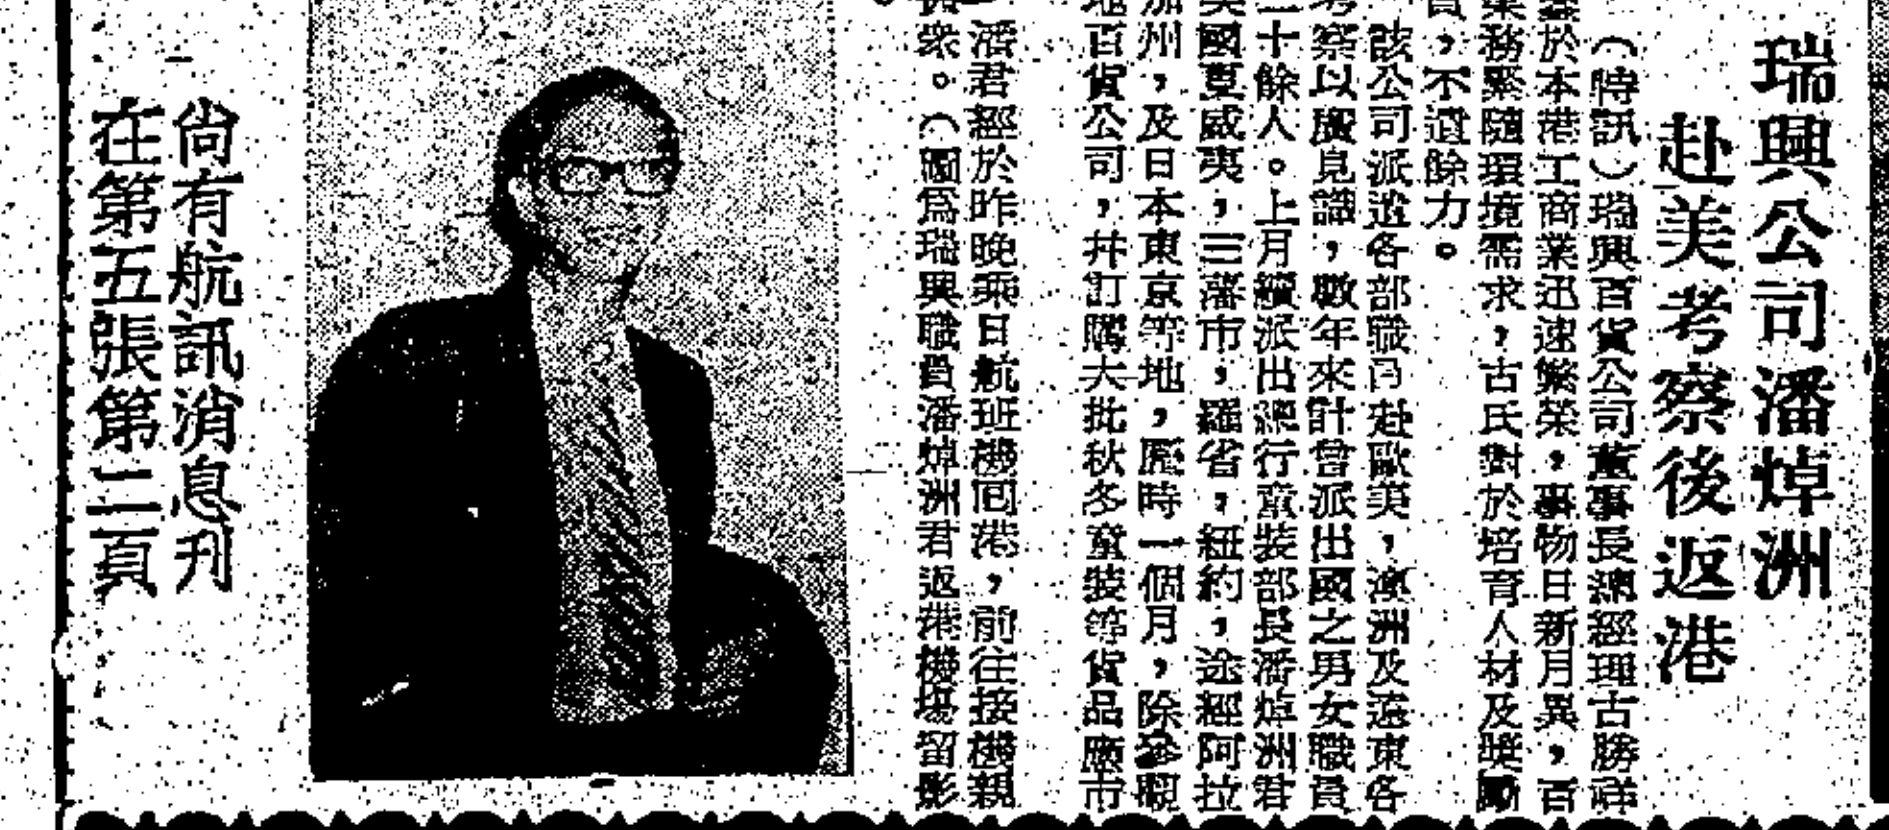 瑞興公司潘焯洲
赴美考察後返港
（特訊）瑞興百貨公司董事長總經理古勝祥
鑒於本港工商業迅速繁榮，事物日新月異，百
業務緊隨環境需求，古氏對於培育人材及獎勵
，不遺餘力。
該公司派送各部職員赴歐美，澳洲及遠東各
考察以廣見識，數年來計曾派出國之男女職員
二十餘人。上月續派出總行童裝部長潘焯洲君
美國夏威夷，三藩市，羅省，紐約，途經阿拉
加州，及日本東京等地，歷時一個月，除參觀
地百貨公司，幷訂購大批秋冬童裝等貨品應市
潘君經於昨晚乘日航班機囘港，前往接機親
衆。（圖爲瑞興職員潘焯洲君返港機場留影
尚有航訊消息刋
在第五張第二頁